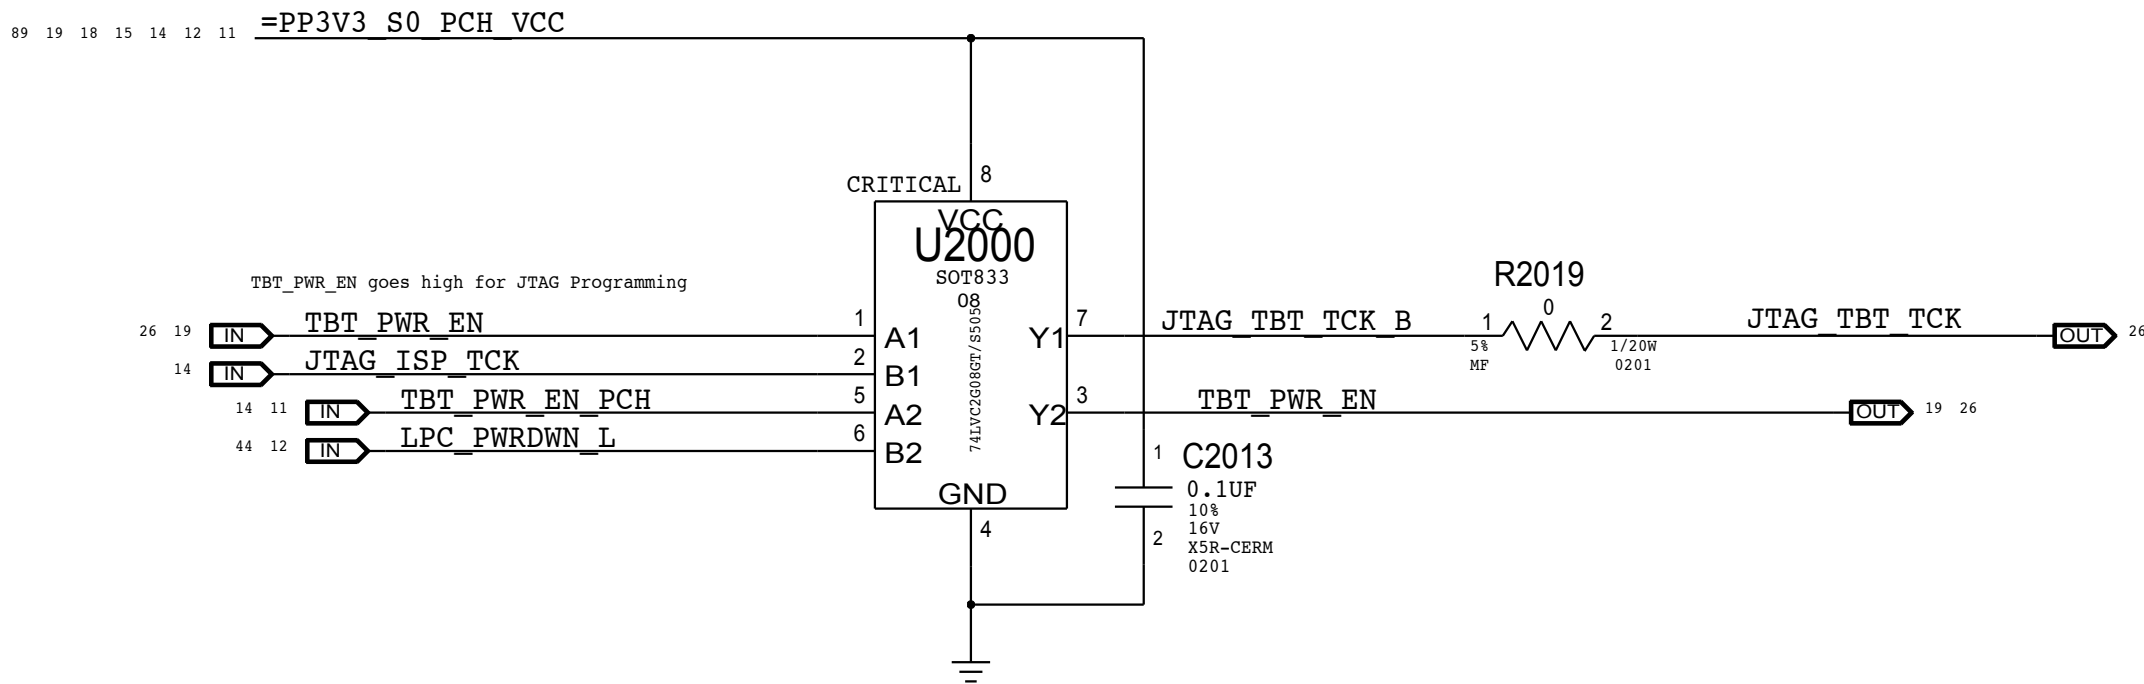 =PP3V3_S0_PCH_VCC
89 19 18 15 14 12 11
8
CRITICAL
VCC
U2000
SOT833
08
74LVC2G08GT/S505
TBT_PWR_EN goes high for JTAG Programming
26 19 IN TBT_PWR_EN 1 A1
14 IN JTAG_ISP_TCK 2 B1
14 11 IN TBT_PWR_EN_PCH 5 A2
44 12 IN LPC_PWRDWN_L 6 B2
GND
4
Y1 7 JTAG_TBT_TCK_B
R2019
0
1 2
5%
MF
1/20W
0201
JTAG_TBT_TCK OUT 26
Y2 3 TBT_PWR_EN OUT 19 26
1
C2013
0.1UF
10%
16V
X5R-CERM
0201
2